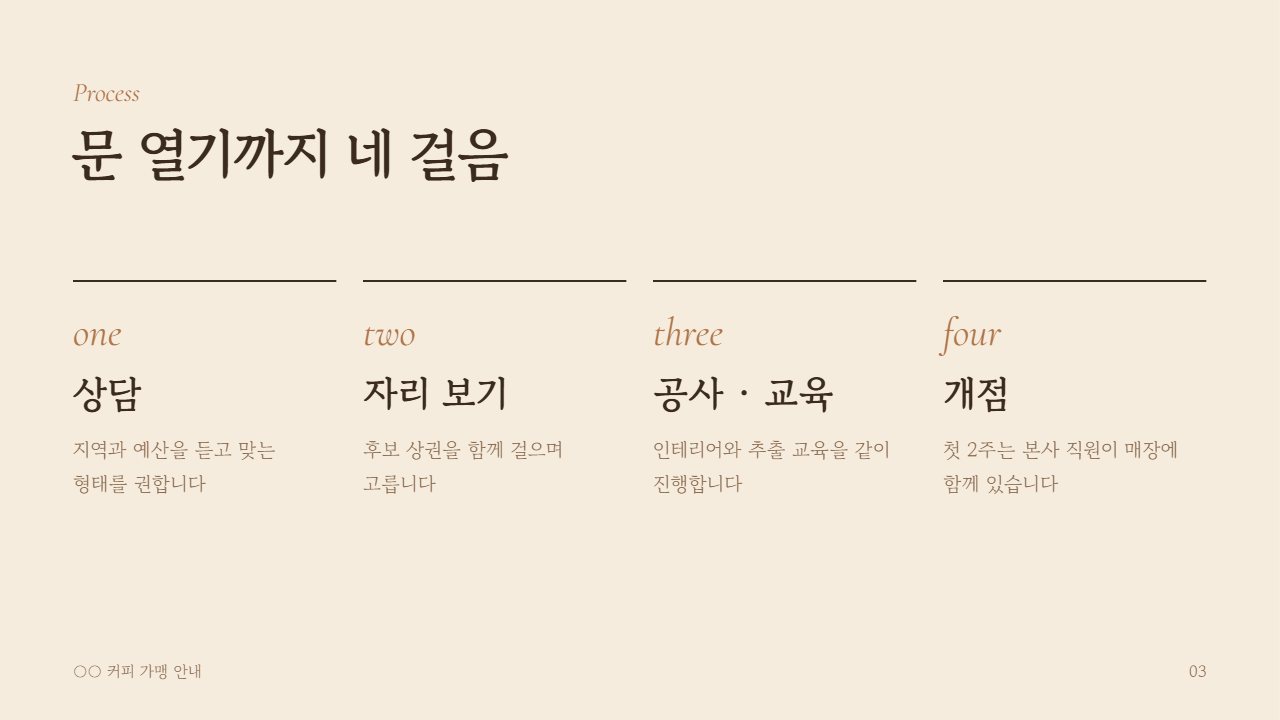 Process
문 열기까지 네 걸음
one
상담
지역과 예산을 듣고 맞는
형태를 권합니다
two
자리 보기
후보 상권을 함께 걸으며
고릅니다
three
공사 · 교육
인테리어와 추출 교육을 같이
진행합니다
four
개점
첫 2주는 본사 직원이 매장에
함께 있습니다
○○ 커피 가맹 안내
03